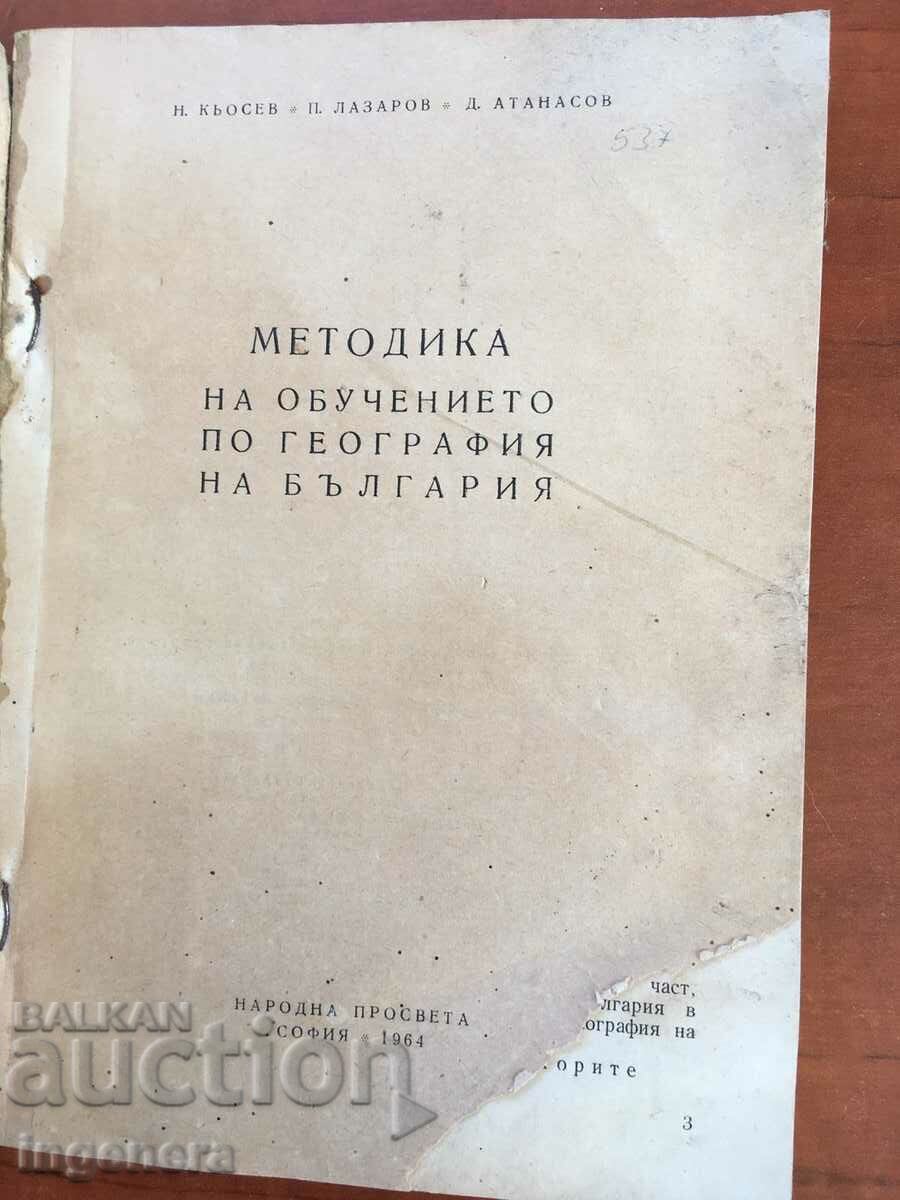 Н. КЬОСЕВ * П. ЛАЗАРОВ * Д. АТАНАСОВ
537
МЕТОДИКА
НА ОБУЧЕНИЕТО
ПО ГЕОГРАФИЯ
НА БЪЛГАРИЯ
НАРОДНА ПРОСВЕТА
СОФИЯ * 1964
част,
лгария в
ография на
орите
3
BALKAN
auction
ingenera